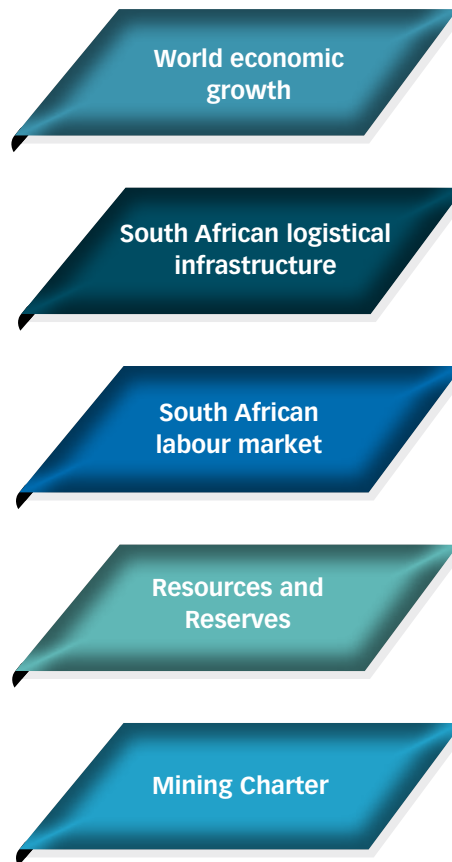 World economic
growth
South African logistical
infrastructure
South African
labour market
Resources and
Reserves
Mining Charter